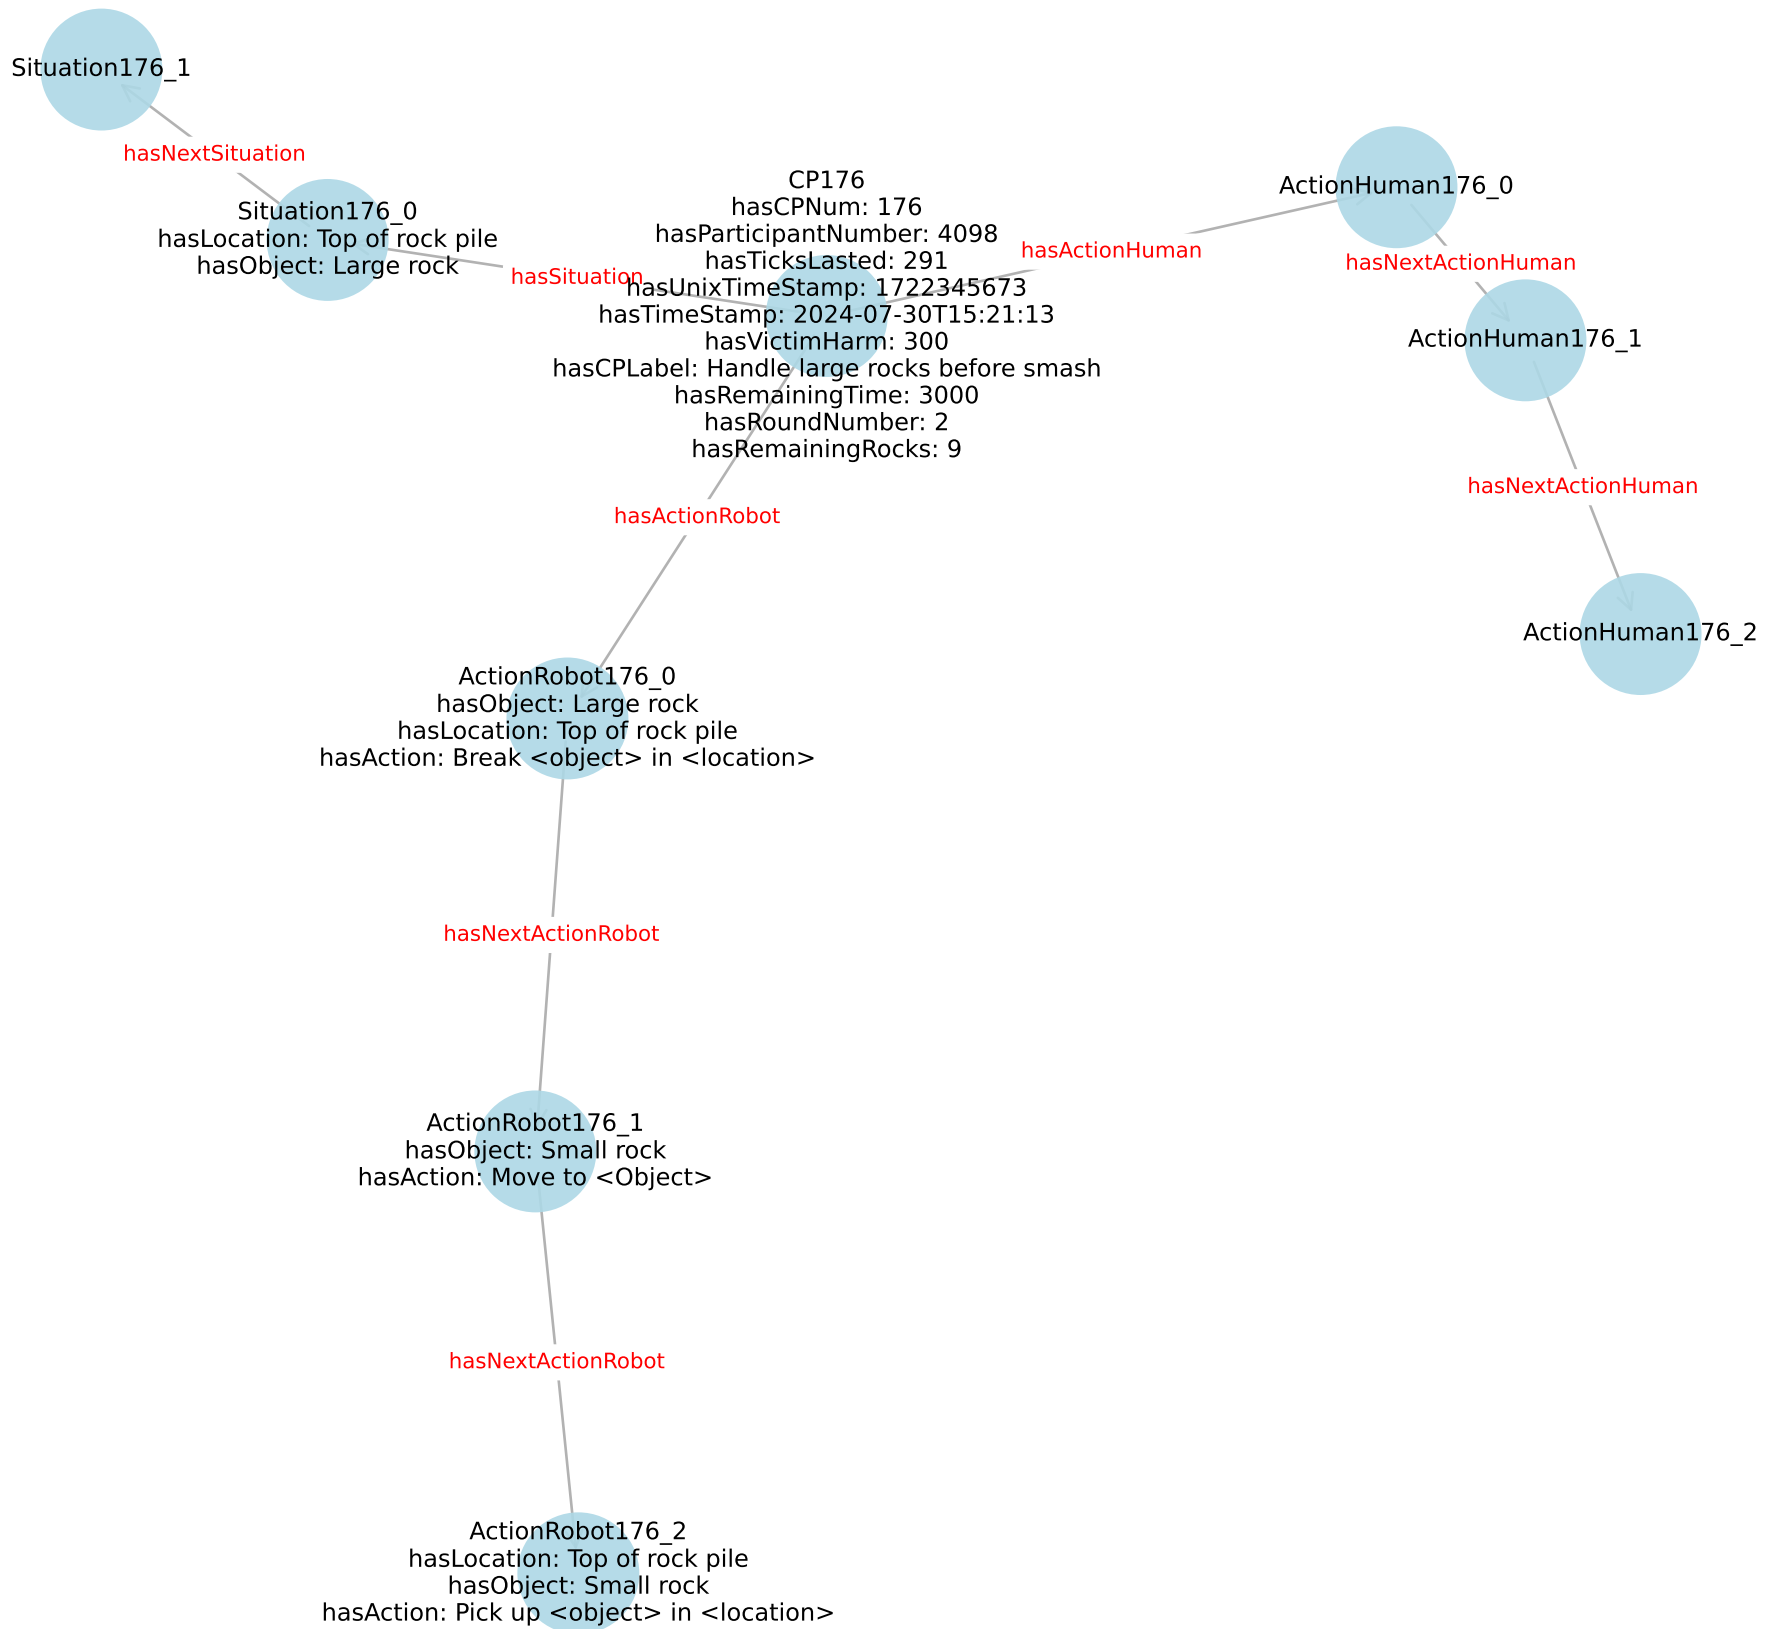 Situation176_1
hasNextSituation
Situation176_0
hasLocation: Top of rock pile
hasObject: Large rock
hasSituation
CP176
hasCPNum: 176
hasParticipantNumber: 4098
hasTicksLasted: 291
hasUnixTimeStamp: 1722345673
hasTimeStamp: 2024-07-30T15:21:13
hasVictimHarm: 300
hasCPLabel: Handle large rocks before smash
hasRemainingTime: 3000
hasRoundNumber: 2
hasRemainingRocks: 9
hasActionHuman
ActionHuman176_0
hasNextActionHuman
ActionHuman176_1
hasNextActionHuman
ActionHuman176_2
hasActionRobot
ActionRobot176_0
hasObject: Large rock
hasLocation: Top of rock pile
hasAction: Break <object> in <location>
hasNextActionRobot
ActionRobot176_1
hasObject: Small rock
hasAction: Move to <Object>
hasNextActionRobot
ActionRobot176_2
hasLocation: Top of rock pile
hasObject: Small rock
hasAction: Pick up <object> in <location>